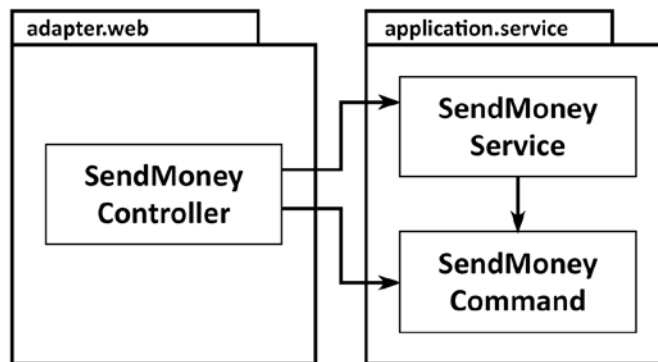 adapter.web
SendMoney
Controller
application.service
SendMoney
Service
SendMoney
Command